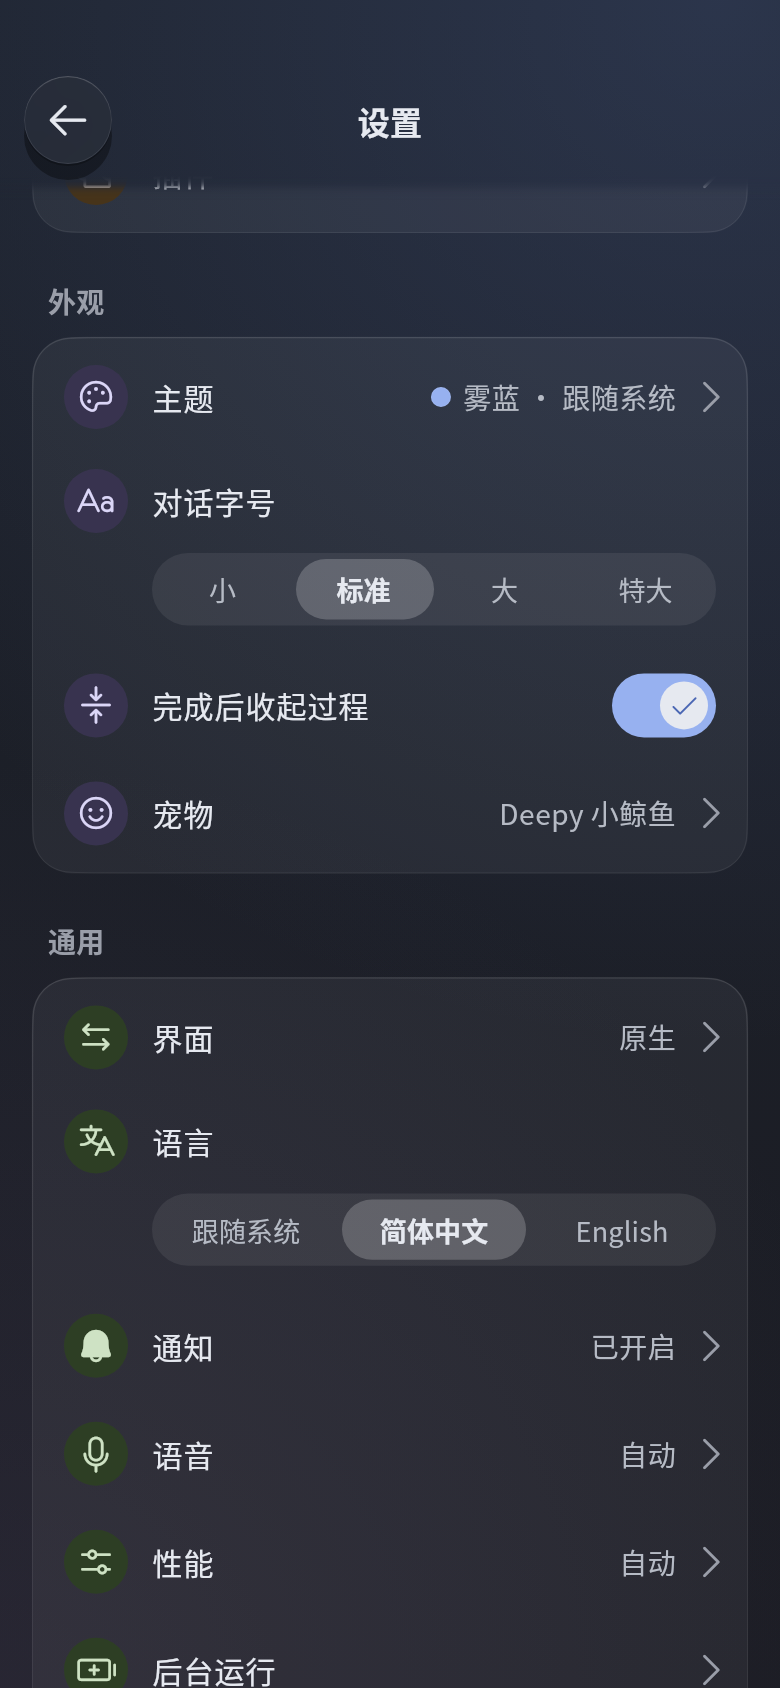 设置
外观
主题
雾蓝 · 跟随系统
Aa
对话字号
小 标准 大 特大
完成后收起过程
宠物
Deepy 小鲸鱼
通用
界面
原生
语言
跟随系统 简体中文 English
通知
已开启
语音
自动
性能
自动
后台运行